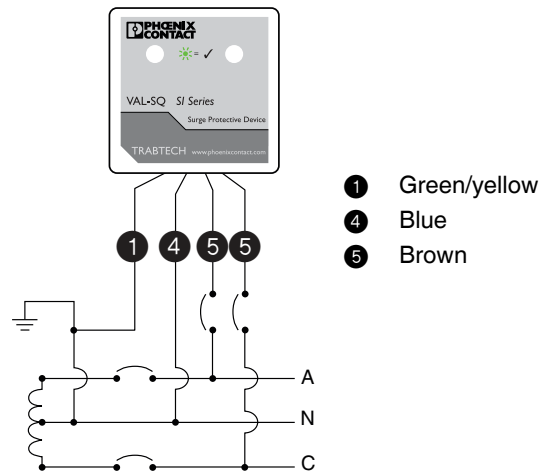 PHŒNIX
CONTACT
= ✓
VAL-SQ SI Series
Surge Protective Device
TRABTECH www.phoenixcontact.com
1 4 5 5
1 Green/yellow
4 Blue
5 Brown
A
N
C